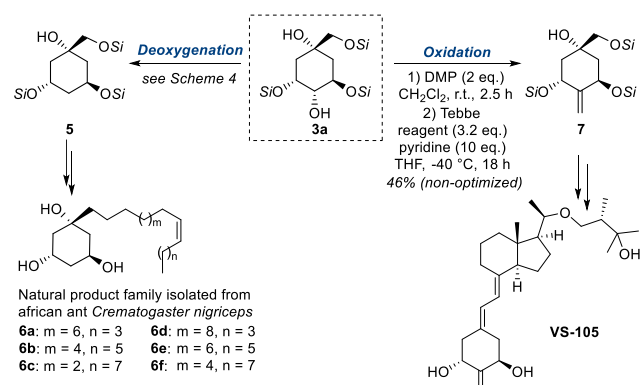 Deoxygenation
see Scheme 4
Oxidation
1) DMP (2 eq.)
CH2Cl2, r.t., 2.5 h
2) Tebbe
reagent (3.2 eq.)
pyridine (10 eq.)
THF, -40 °C, 18 h
46% (non-optimized)
HO
OSi
OSi
OSi
5
HO
OSi
OSi
OSi
OH
3a
HO
OSi
OSi
OSi
7
HO
( )m
( )n
HO
OH
Natural product family isolated from
african ant Crematogaster nigriceps
6a: m = 6, n = 3 6d: m = 8, n = 3
6b: m = 4, n = 5 6e: m = 6, n = 5
6c: m = 2, n = 7 6f: m = 4, n = 7
O
OH
H
H
HO
OH
VS-105